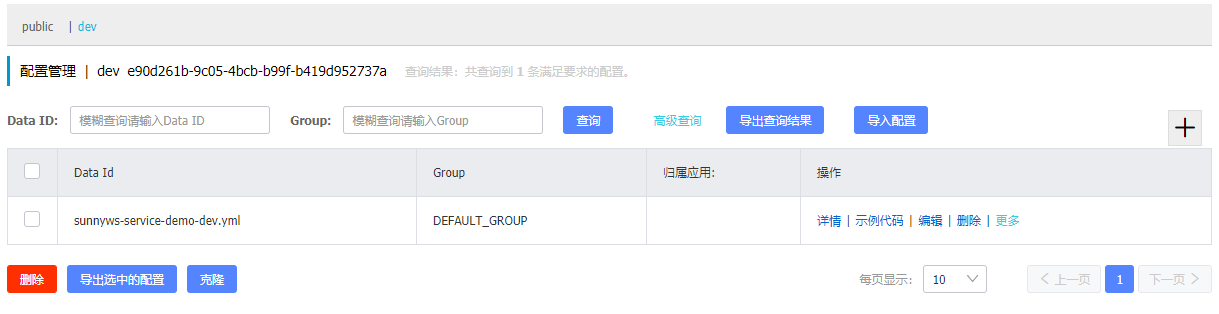 public | dev
配置管理 | dev e90d261b-9c05-4bcb-b99f-b419d952737a 查询结果：共查询到 1 条满足要求的配置。
Data ID: 模糊查询请输入Data ID Group: 模糊查询请输入Group 查询 高级查询 导出查询结果 导入配置
Data Id Group 归属应用: 操作
sunnyws-service-demo-dev.yml DEFAULT_GROUP 详情 | 示例代码 | 编辑 | 删除 | 更多
删除 导出选中的配置 克隆 每页显示: 10 上一页 1 下一页